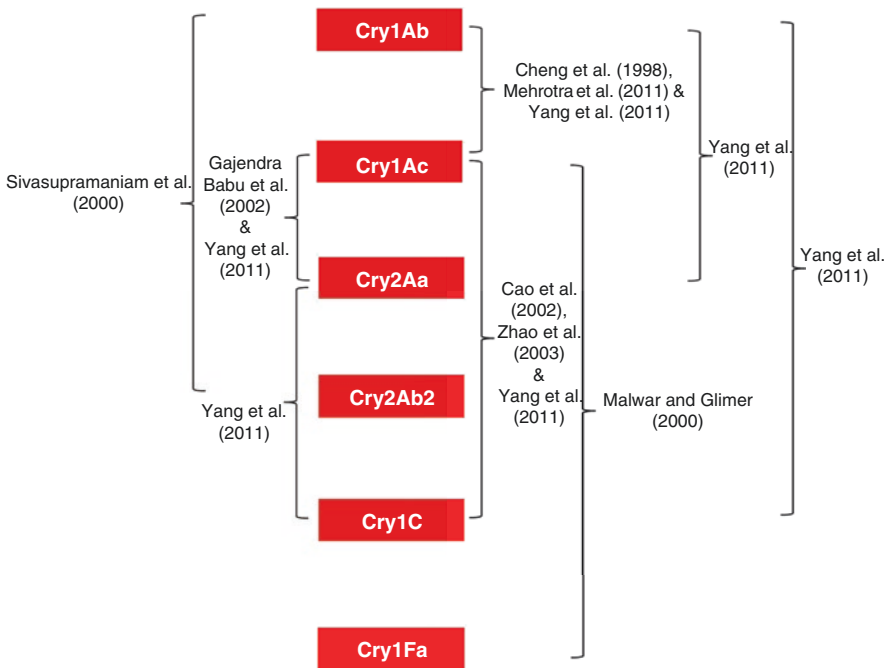 Cry1Ab
Cheng et al. (1998),
Mehrotra et al. (2011) &
Yang et al. (2011)
Yang et al.
(2011)
Yang et al.
(2011)
Sivasupramaniam et al.
(2000)
Gajendra
Babu et al.
(2002)
&
Yang et al.
(2011)
Cry1Ac
Cry2Aa
Cao et al.
(2002),
Zhao et al.
(2003)
&
Yang et al.
(2011)
Cry2Ab2
Yang et al.
(2011)
Malwar and Glimer
(2000)
Cry1C
Cry1Fa